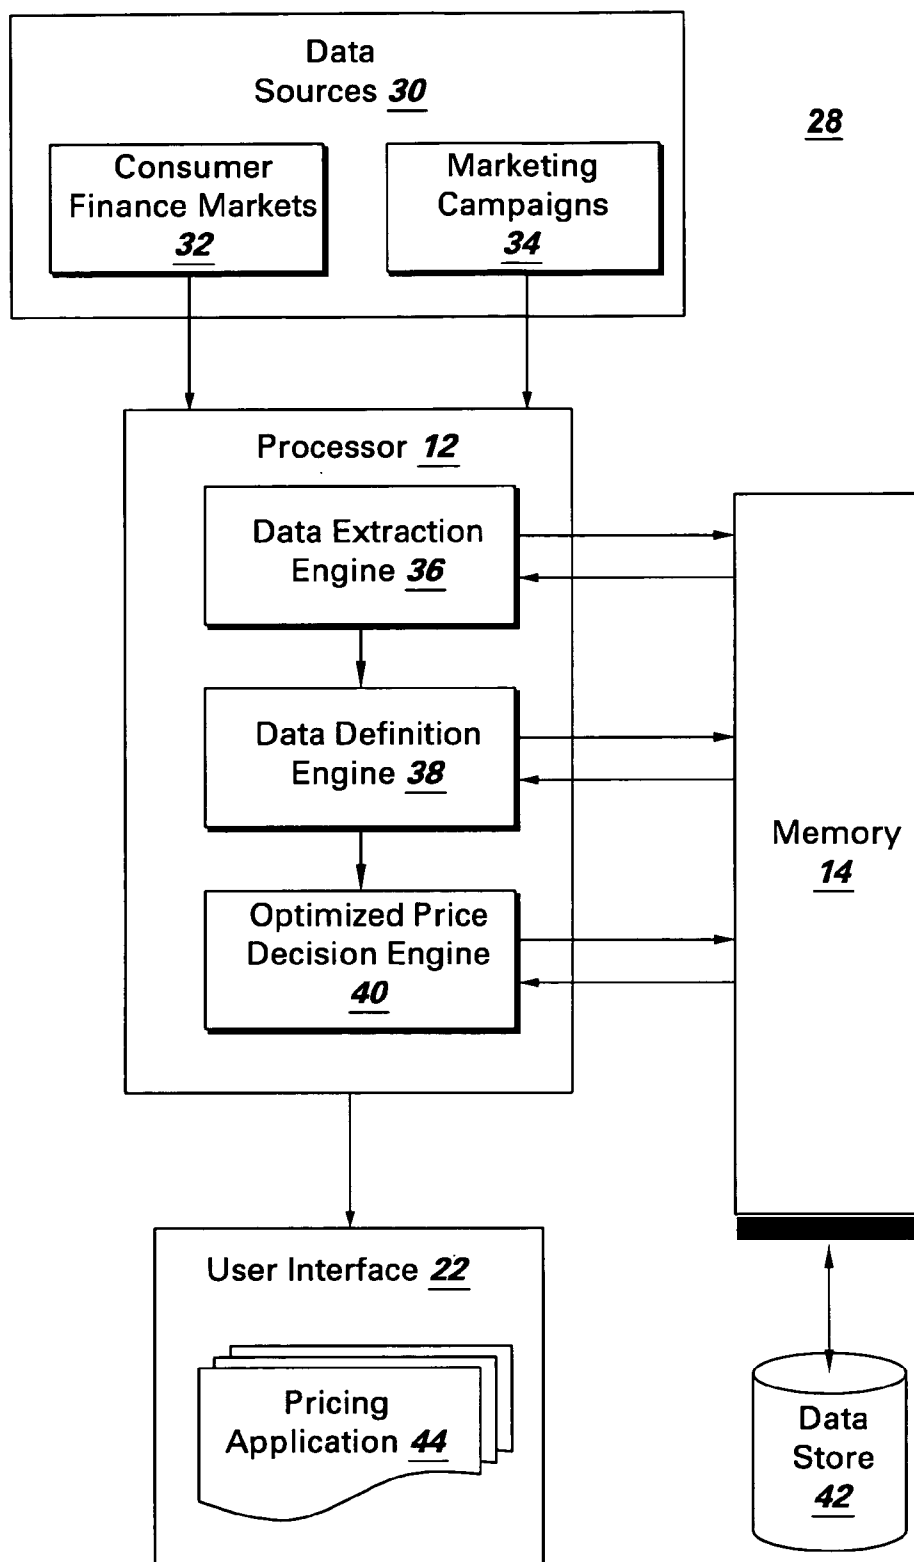 Data
Sources 30
28
Consumer
Finance Markets
32
Marketing
Campaigns
34
Processor 12
Data Extraction
Engine 36
Data Definition
Engine 38
Optimized Price
Decision Engine
40
Memory
14
User Interface 22
Pricing
Application 44
Data
Store
42